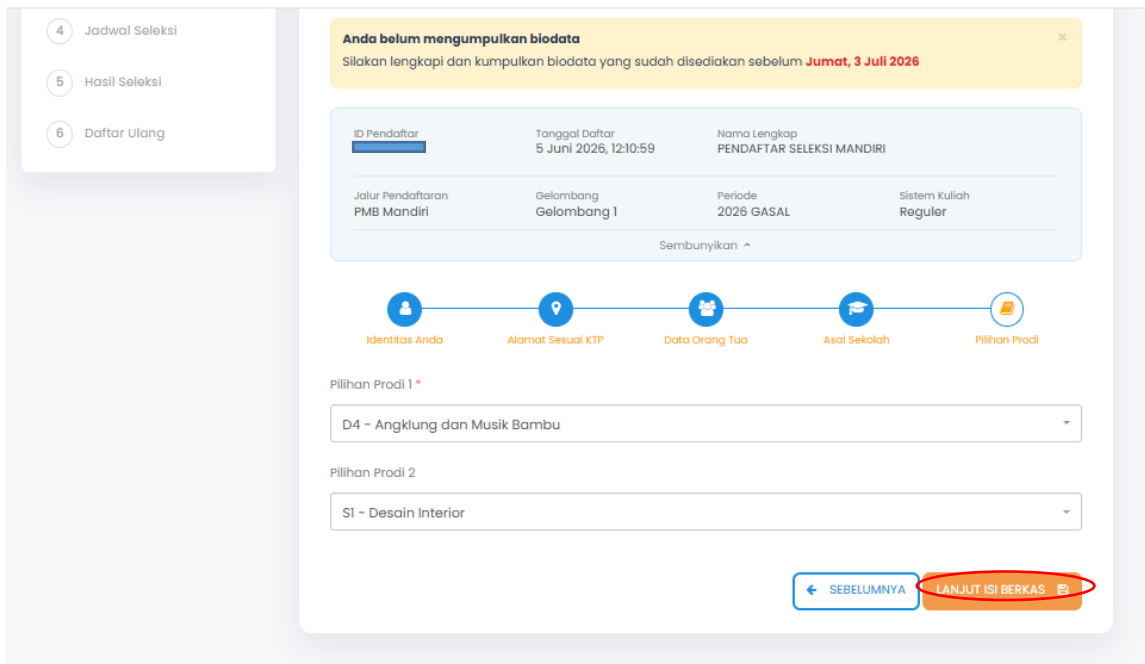 4 Jadwal Seleksi
5 Hasil Seleksi
6 Daftar Ulang
Anda belum mengumpulkan biodata ×
Silakan lengkapi dan kumpulkan biodata yang sudah disediakan sebelum Jumat, 3 Juli 2026
ID Pendaftar Tanggal Daftar Nama Lengkap
5 Juni 2026, 12:10:59 PENDAFTAR SELEKSI MANDIRI
Jalur Pendaftaran Gelombang Periode Sistem Kuliah
PMB Mandiri Gelombang 1 2026 GASAL Reguler
Sembunyikan
Identitas Anda Alamat Sesuai KTP Data Orang Tua Asal Sekolah Pilihan Prodi
Pilihan Prodi 1 *
D4 - Angklung dan Musik Bambu
Pilihan Prodi 2
S1 - Desain Interior
SEBELUMNYA LANJUT ISI BERKAS